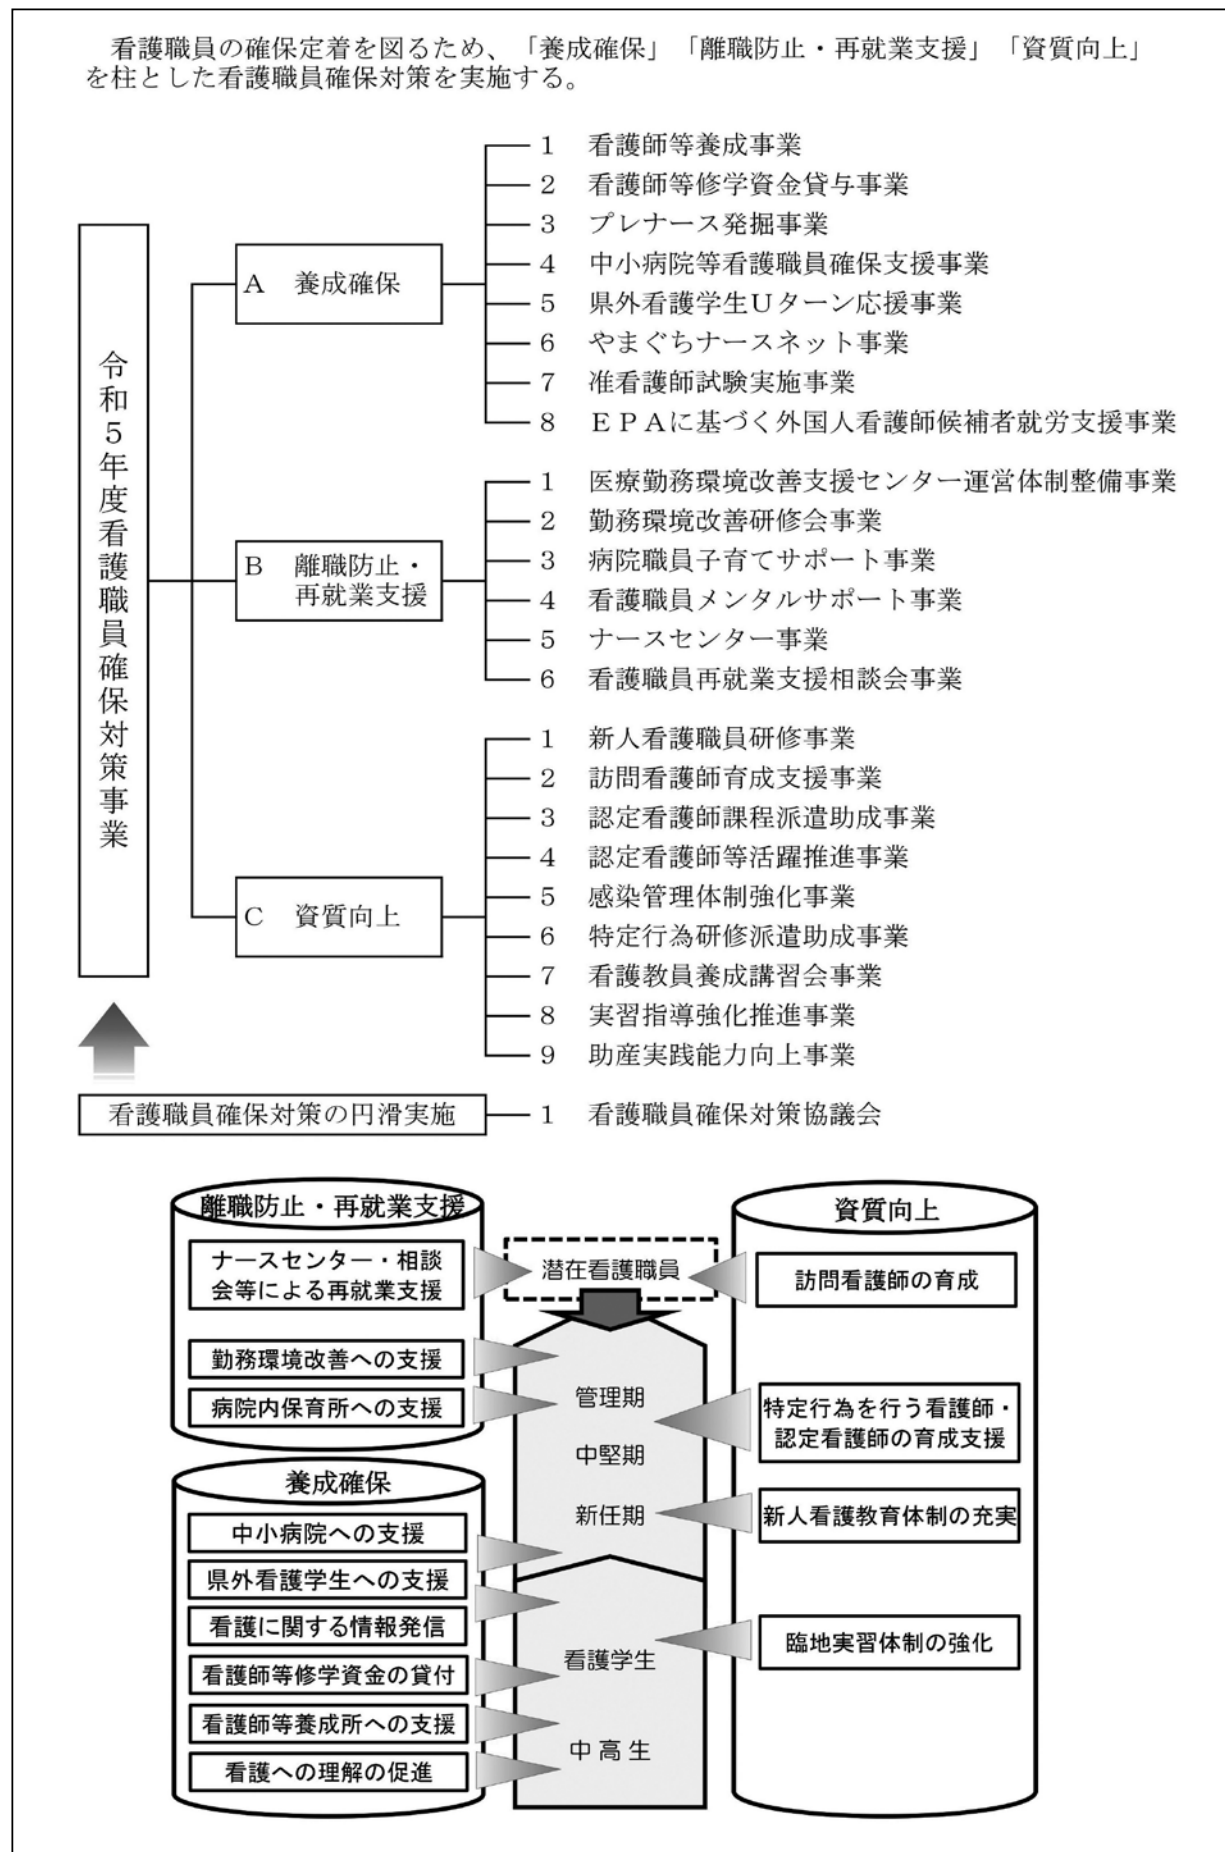 看護職員の確保定着を図るため、「養成確保」「離職防止・再就業支援」「資質向上」
を柱とした看護職員確保対策を実施する。
令和5年度看護職員確保対策事業
A 養成確保
1 看護師等養成事業
2 看護師等修学資金貸与事業
3 プレナース発掘事業
4 中小病院等看護職員確保支援事業
5 県外看護学生Uターン応援事業
6 やまぐちナースネット事業
7 准看護師試験実施事業
8 EPAに基づく外国人看護師候補者就労支援事業
B 離職防止・
再就業支援
1 医療勤務環境改善支援センター運営体制整備事業
2 勤務環境改善研修会事業
3 病院職員子育てサポート事業
4 看護職員メンタルサポート事業
5 ナースセンター事業
6 看護職員再就業支援相談会事業
C 資質向上
1 新人看護職員研修事業
2 訪問看護師育成支援事業
3 認定看護師課程派遣助成事業
4 認定看護師等活躍推進事業
5 感染管理体制強化事業
6 特定行為研修派遣助成事業
7 看護教員養成講習会事業
8 実習指導強化推進事業
9 助産実践能力向上事業
看護職員確保対策の円滑実施
1 看護職員確保対策協議会
離職防止・再就業支援
ナースセンター・相談
会等による再就業支援
勤務環境改善への支援
病院内保育所への支援
養成確保
中小病院への支援
県外看護学生への支援
看護に関する情報発信
看護師等修学資金の貸付
看護師等養成所への支援
看護への理解の促進
潜在看護職員
管理期
中堅期
新任期
看護学生
中高生
資質向上
訪問看護師の育成
特定行為を行う看護師・
認定看護師の育成支援
新人看護教育体制の充実
臨地実習体制の強化